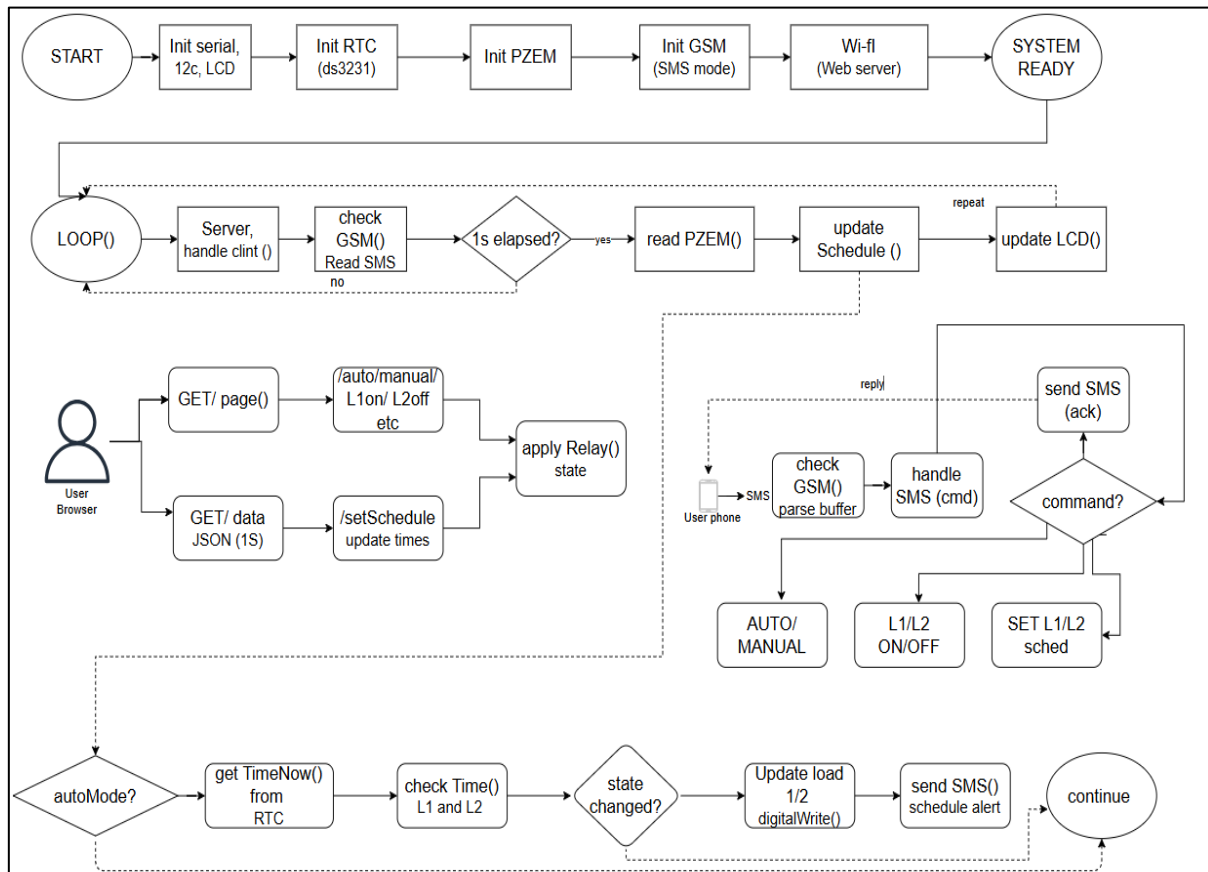 START
Init serial,
12c, LCD
Init RTC
(ds3231)
Init PZEM
Init GSM
(SMS mode)
Wi-fI
(Web server)
SYSTEM
READY
repeat
LOOP()
Server,
handle clint ()
check
GSM()
Read SMS
1s elapsed?
yes
no
read PZEM()
update
Schedule ()
update LCD()
User
Browser
GET/ page()
/auto/manual/
L1on/ L2off
etc
GET/ data
JSON (1S)
/setSchedule
update times
apply Relay()
state
reply
send SMS
(ack)
User phone
SMS
check
GSM()
parse buffer
handle
SMS (cmd)
command?
AUTO/
MANUAL
L1/L2
ON/OFF
SET L1/L2
sched
autoMode?
get TimeNow()
from
RTC
check Time()
L1 and L2
state
changed?
Update load
1/2
digitalWrite()
send SMS()
schedule alert
continue